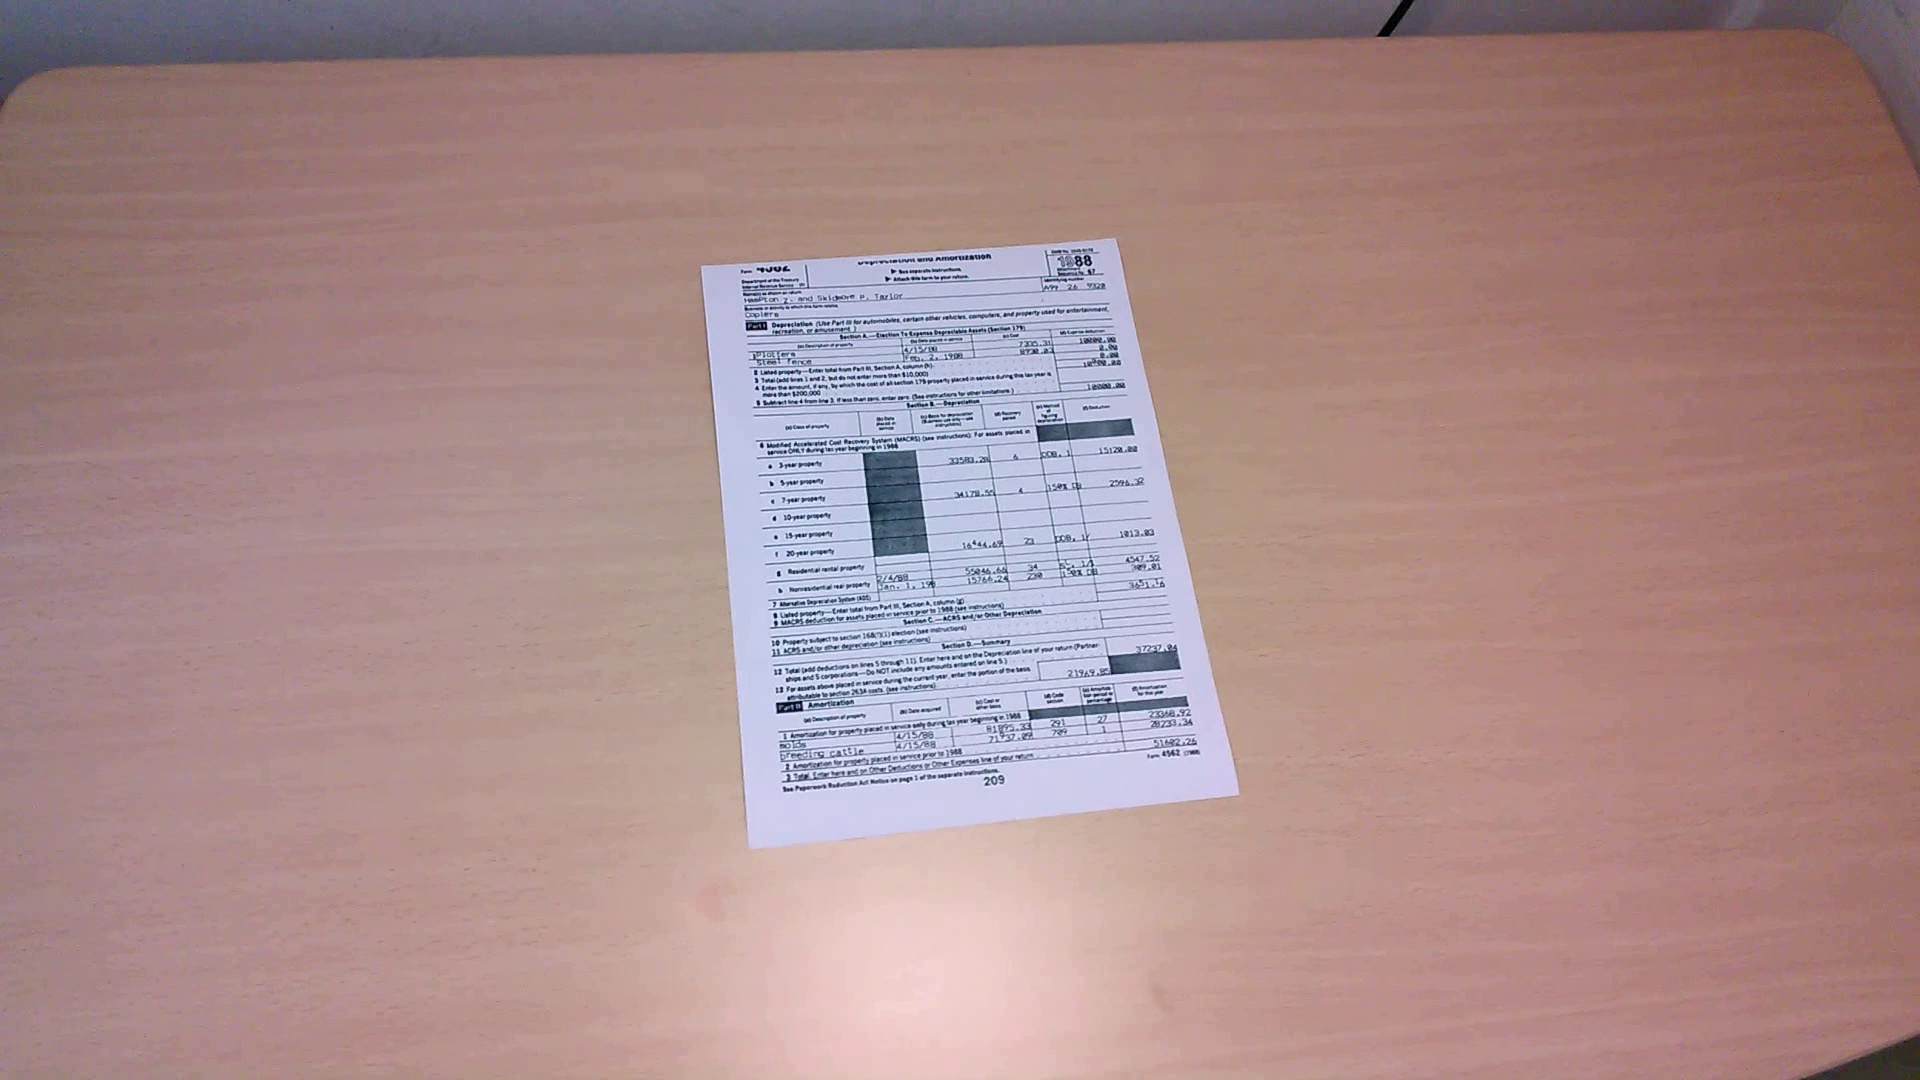 Form 4562
Depreciation and Amortization
1988
Department of the Treasury
Internal Revenue Service
▶ See separate instructions.
▶ Attach this form to your return.
Attachment
Sequence No. 67
Name(s) as shown on return
Identifying number
Hampton Z. and Skidmore P. Taylor
Business or activity to which this form relates
Copiers
Part I Depreciation (Use Part III for automobiles, certain other vehicles, computers, and property used for entertainment,
recreation, or amusement.)
Section A.—Election To Expense Depreciable Assets (Section 179)
(a) Description of property (b) Date placed in service (c) Cost (d) Expense deduction
1 Plotters 4/15/88 7335.31 10000.00
Steel fence Feb. 2, 1988 0.00
2 Listed property—Enter total from Part III, Section A, column (h) 0.00
3 Total (add lines 1 and 2, but do not enter more than $10,000)
4 Enter the amount, if any, by which the cost of all section 179 property placed in service during this tax year is
more than $200,000
5 Subtract line 4 from line 3. If less than zero, enter zero. (See instructions for other limitations.) 10000.00
Section B.—Depreciation
(a) Class of property (b) Date placed in service (c) Basis for depreciation (Business use only—see instructions) (d) Recovery period (e) Method of figuring depreciation (f) Deduction
6 Modified Accelerated Cost Recovery System (MACRS) (see instructions): For assets placed in
service ONLY during tax year beginning in 1988
a 3-year property 33583.28 6 DDB, 1 15120.00
b 5-year property
c 7-year property 34178.55 4 150% DB 2596.32
d 10-year property
e 15-year property
f 20-year property 16444.69 23 DDB, 1/ 1013.03
g Residential rental property
h Nonresidential real property 2/4/88 55046.66 34 SL, 1/ 4547.52
7 Alternative Depreciation System (ADS) Jan. 1, 198 15766.24 230 150% DB 309.01
8 Listed property—Enter total from Part III, Section A, column (g) 3651.16
9 MACRS deduction for assets placed in service prior to 1988 (see instructions)
Section C.—ACRS and/or Other Depreciation
10 Property subject to section 168(f)(1) election (see instructions)
11 ACRS and/or other depreciation (see instructions)
Section D.—Summary
12 Total (add deductions on lines 5 through 11). Enter here and on the Depreciation line of your return (Partner-
ships and S corporations—Do NOT include any amounts entered on line 5.) 37237.04
13 For assets above placed in service during the current year, enter the portion of the basis
attributable to section 263A costs. (see instructions) 21969.85
Part II Amortization
(a) Description of property (b) Date acquired (c) Cost or other basis (d) Code section (e) Amortization period or percentage (f) Amortization for this year
1 Amortization for property placed in service only during tax year beginning in 1988
molds 4/15/88 81895.33 291 27 23368.92
breeding cattle 4/15/88 71937.09 709 1 28233.34
2 Amortization for property placed in service prior to 1988
3 Total. Enter here and on Other Deductions or Other Expenses line of your return 51602.26
See Paperwork Reduction Act Notice on page 1 of the separate instructions.
Form 4562 (1988)
209